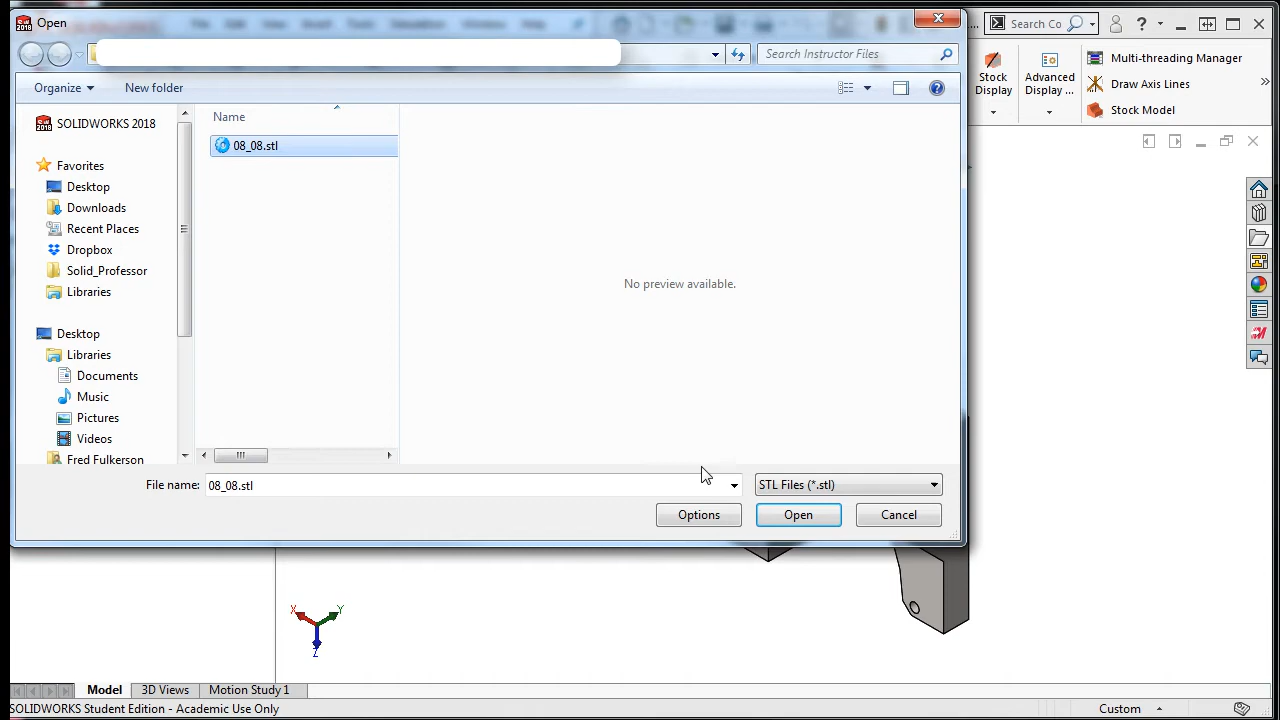 Open
Search Co
Search Instructor Files
Organize
New folder
Stock Display
Advanced Display ...
Multi-threading Manager
Draw Axis Lines
Stock Model
SOLIDWORKS 2018
Favorites
Desktop
Downloads
Recent Places
Dropbox
Solid_Professor
Libraries
Desktop
Libraries
Documents
Music
Pictures
Videos
Fred Fulkerson
Name
08_08.stl
No preview available.
File name: 08_08.stl
STL Files (*.stl)
Options
Open
Cancel
X
Y
Z
Model
3D Views
Motion Study 1
SOLIDWORKS Student Edition - Academic Use Only
Custom